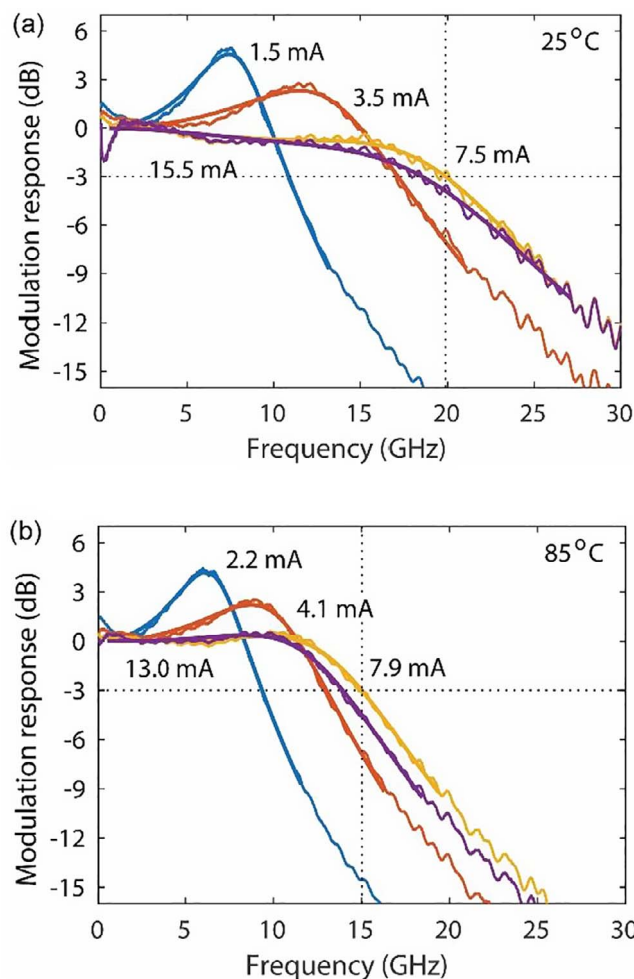 (a)
25°C
1.5 mA
3.5 mA
7.5 mA
15.5 mA
Modulation response (dB)
6
3
0
-3
-6
-9
-12
-15
0 5 10 15 20 25 30
Frequency (GHz)
(b)
85°C
2.2 mA
4.1 mA
13.0 mA
7.9 mA
Modulation response (dB)
6
3
0
-3
-6
-9
-12
-15
0 5 10 15 20 25 30
Frequency (GHz)